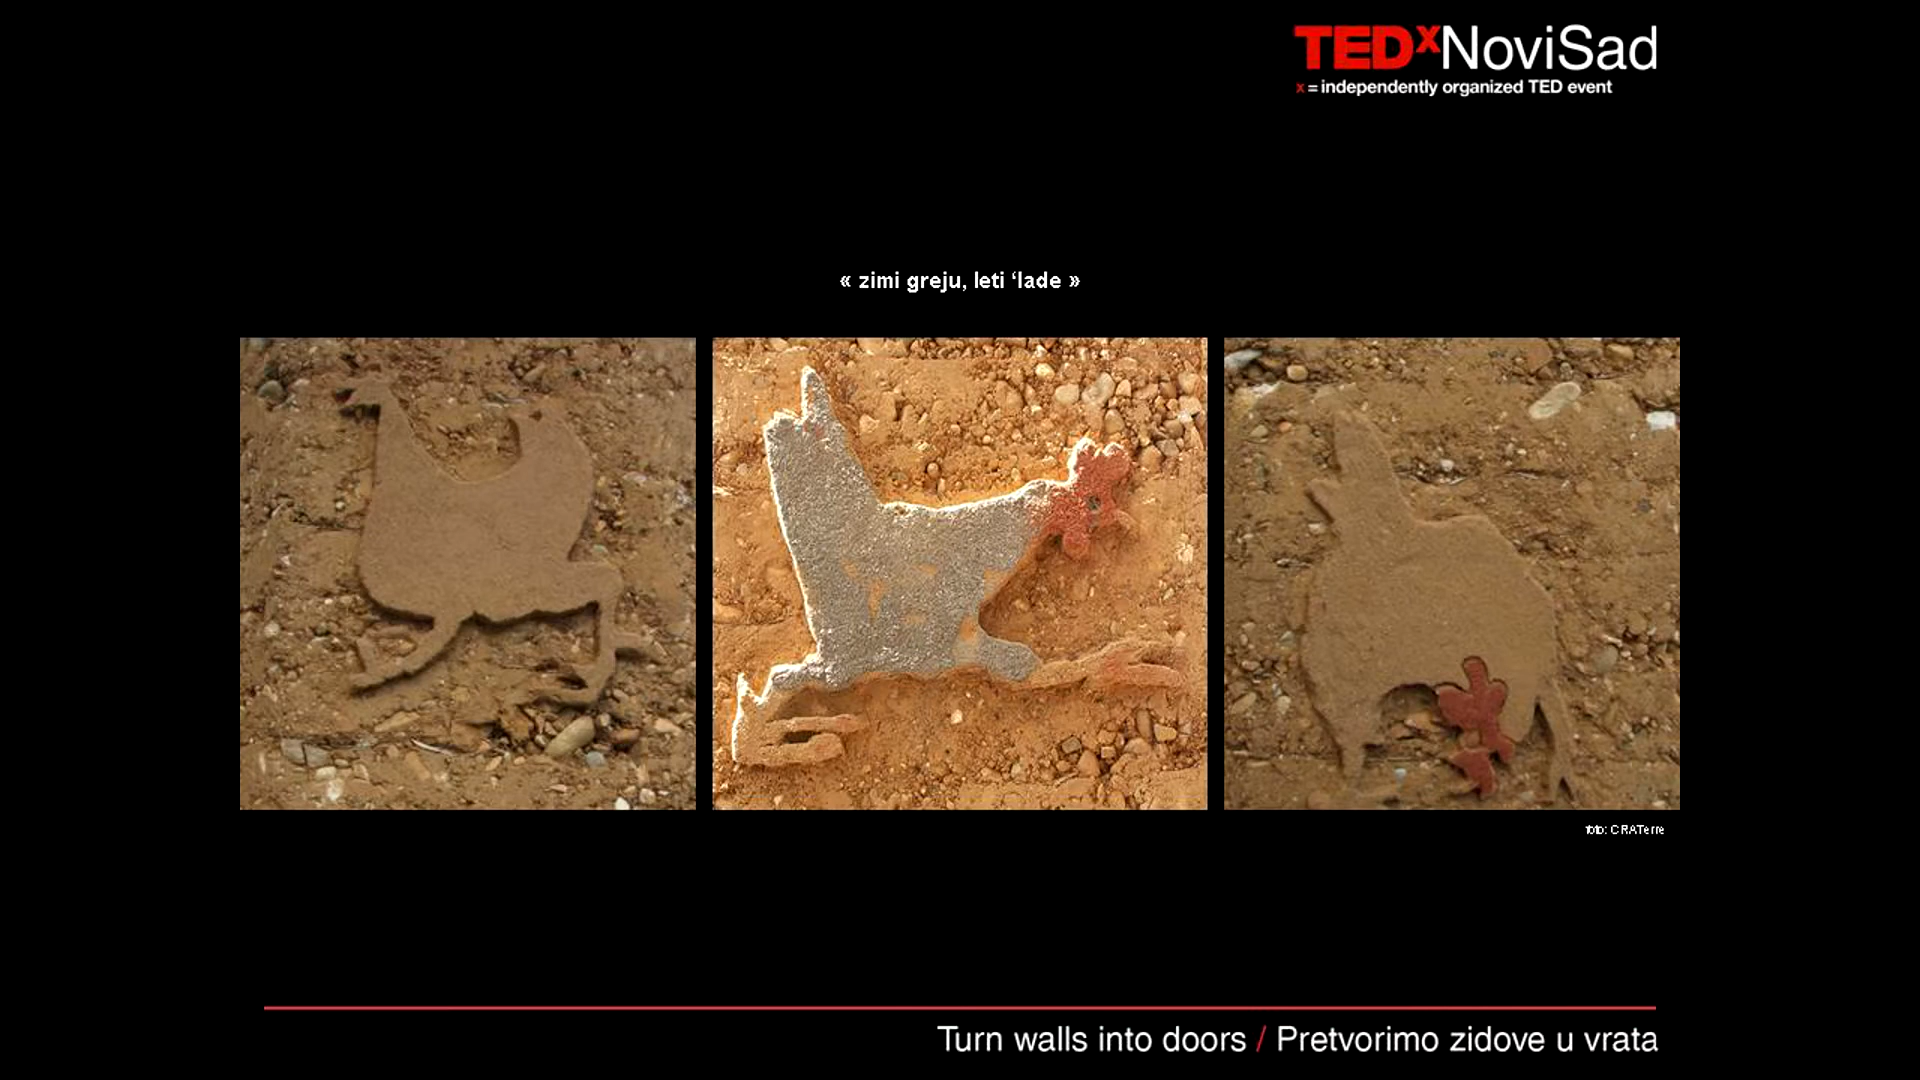 TEDxNoviSad
x = independently organized TED event
« zimi greju, leti ‘lade »
foto: CRATerre
Turn walls into doors / Pretvorimo zidove u vrata